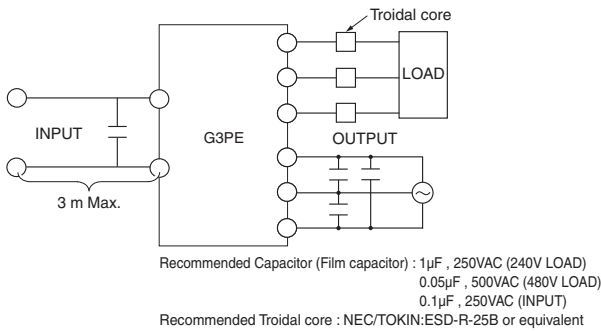 Troidal core
LOAD
INPUT
G3PE
OUTPUT
3 m Max.
Recommended Capacitor (Film capacitor) : 1µF , 250VAC (240V LOAD)
0.05µF , 500VAC (480V LOAD)
0.1µF , 250VAC (INPUT)
Recommended Troidal core : NEC/TOKIN:ESD-R-25B or equivalent